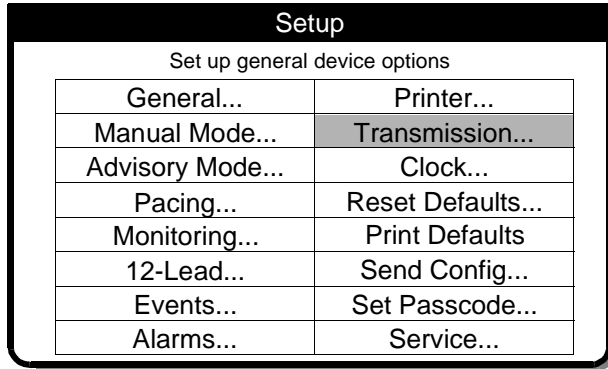 Setup
Set up general device options
General... Printer...
Manual Mode... Transmission...
Advisory Mode... Clock...
Pacing... Reset Defaults...
Monitoring... Print Defaults
12-Lead... Send Config...
Events... Set Passcode...
Alarms... Service...